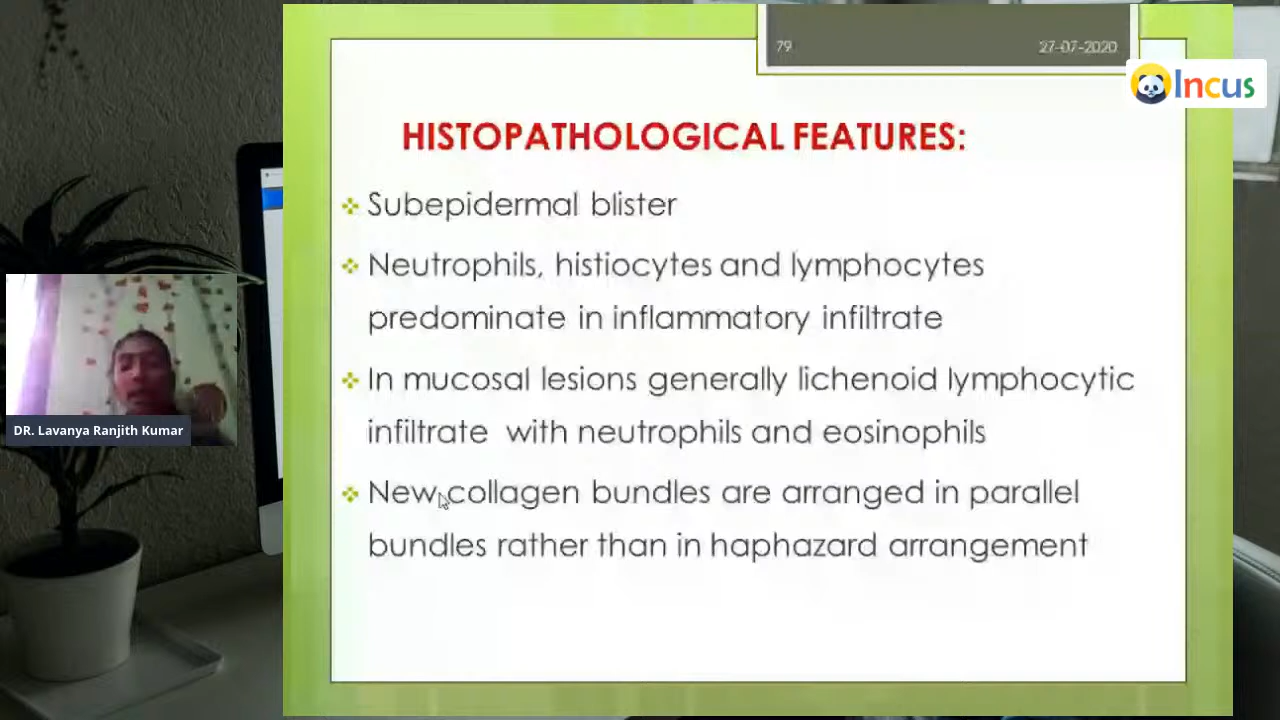 79
27-07-2020
Incus
HISTOPATHOLOGICAL FEATURES:
Subepidermal blister
Neutrophils, histiocytes and lymphocytes
predominate in inflammatory infiltrate
In mucosal lesions generally lichenoid lymphocytic
infiltrate with neutrophils and eosinophils
New collagen bundles are arranged in parallel
bundles rather than in haphazard arrangement
DR. Lavanya Ranjith Kumar